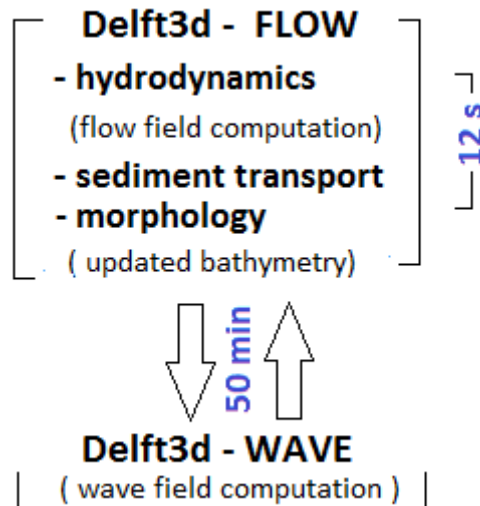 Delft3d - FLOW
- hydrodynamics
(flow field computation)
- sediment transport
- morphology
( updated bathymetry)
12 s
50 min
Delft3d - WAVE
( wave field computation )